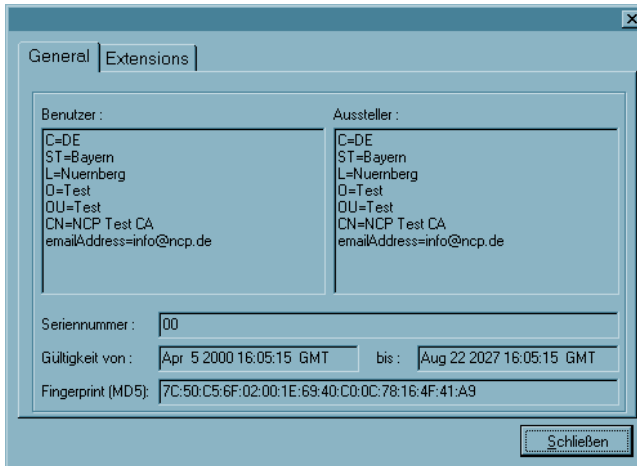 General Extensions
Benutzer : Aussteller :
C=DE
ST=Bayern
L=Nuernberg
O=Test
OU=Test
CN=NCP Test CA
emailAddress=info@ncp.de
C=DE
ST=Bayern
L=Nuernberg
O=Test
OU=Test
CN=NCP Test CA
emailAddress=info@ncp.de
Seriennummer : 00
Gültigkeit von : Apr 5 2000 16:05:15 GMT bis : Aug 22 2027 16:05:15 GMT
Fingerprint (MD5): 7C:50:C5:6F:02:00:1E:69:40:C0:0C:78:16:4F:41:A9
Schließen